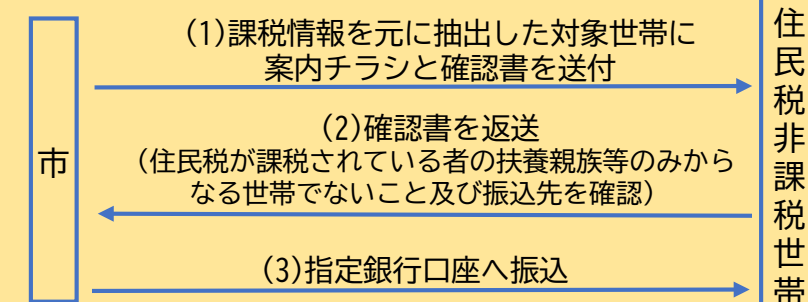 市
(1)課税情報を元に抽出した対象世帯に
案内チラシと確認書を送付
(2)確認書を返送
(住民税が課税されている者の扶養親族等のみから
なる世帯でないこと及び振込先を確認)
(3)指定銀行口座へ振込
住民税非課税世帯